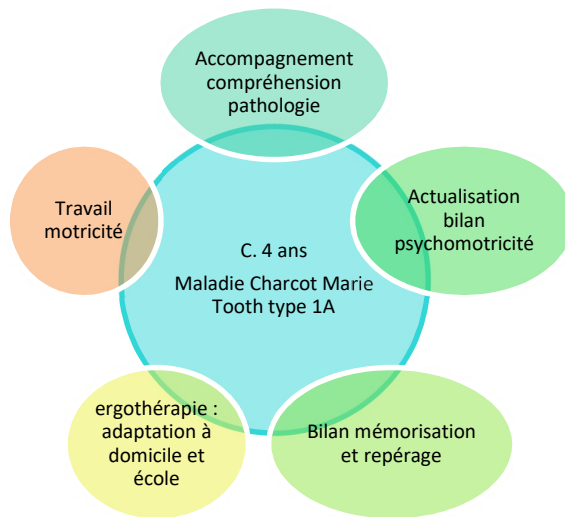 Accompagnement
compréhension
pathologie
Travail
motricité
Actualisation
bilan
psychomotricité
C. 4 ans
Maladie Charcot Marie
Tooth type 1A
ergothérapie :
adaptation à
domicile et
école
Bilan mémorisation
et repérage